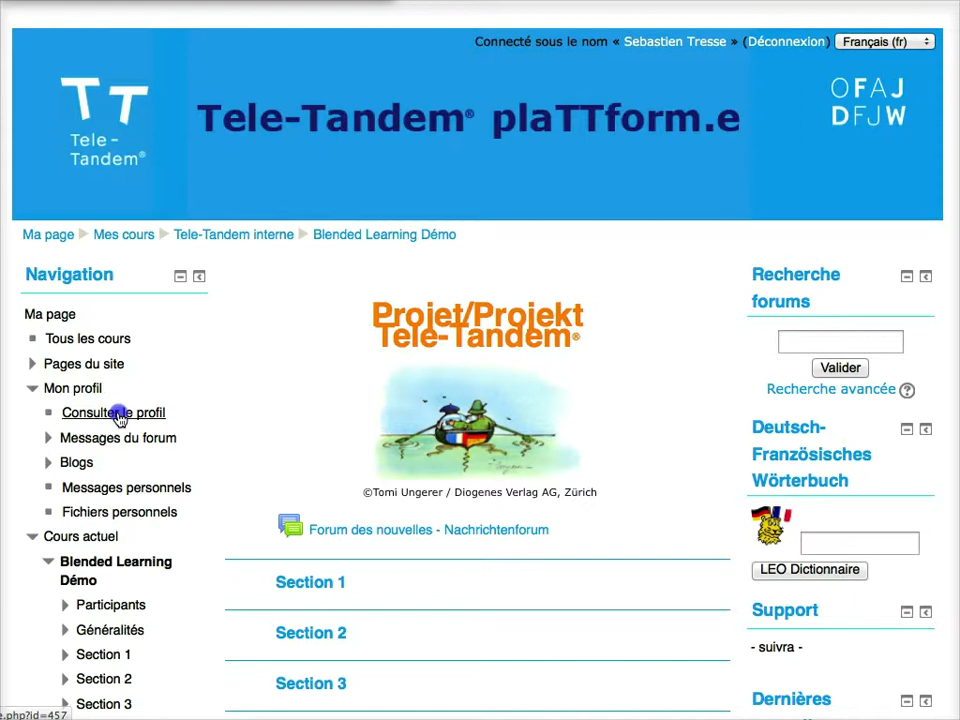 Connecté sous le nom « Sebastien Tresse » (Déconnexion) Français (fr)
TT
Tele-
Tandem®
Tele-Tandem® plaTTform.e
OFAJ
DFJW
Ma page Mes cours Tele-Tandem interne Blended Learning Démo
Navigation
Ma page
Tous les cours
Pages du site
Mon profil
Consulter le profil
Messages du forum
Blogs
Messages personnels
Fichiers personnels
Cours actuel
Blended Learning
Démo
Participants
Généralités
Section 1
Section 2
Section 3
e.php?id=457
Projet/Projekt
Tele-Tandem®
©Tomi Ungerer / Diogenes Verlag AG, Zürich
Forum des nouvelles - Nachrichtenforum
Section 1
Section 2
Section 3
Recherche
forums
Valider
Recherche avancée ?
Deutsch-
Französisches
Wörterbuch
LEO Dictionnaire
Support
- suivra -
Dernières